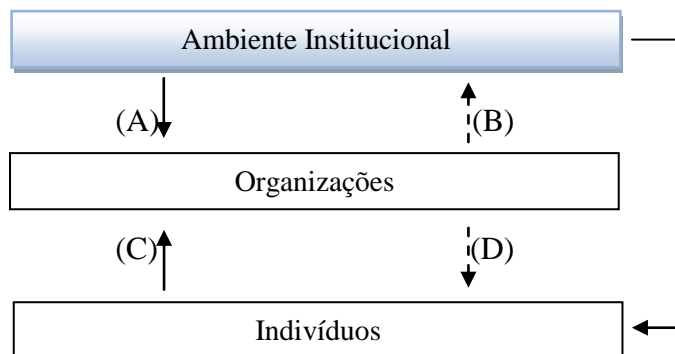 Ambiente Institucional
(A) (B)
Organizações
(C) (D)
Indivíduos